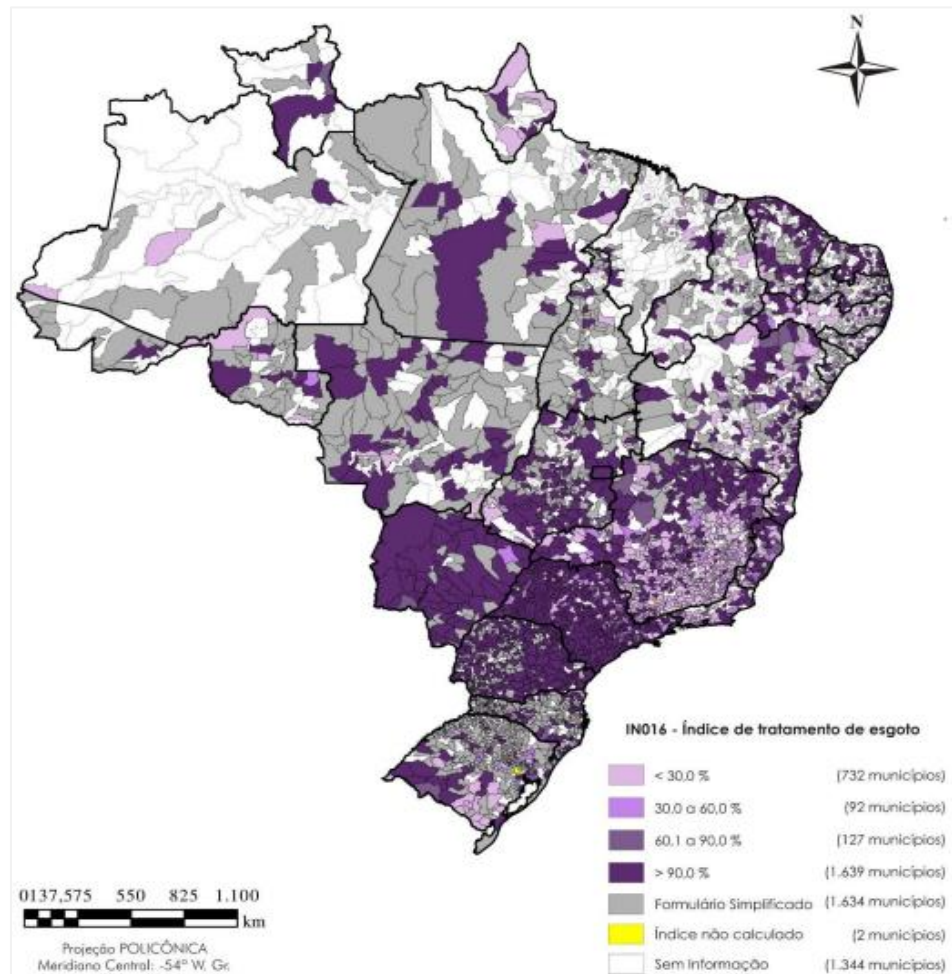 N
IN016 - Índice de tratamento de esgoto
< 30,0 % (732 municípios)
30,0 a 60,0 % (92 municípios)
60,1 a 90,0 % (127 municípios)
> 90,0 % (1.639 municípios)
Formulário Simplificado (1.634 municípios)
Índice não calculado (2 municípios)
Sem Informação (1.344 municípios)
0137,575 550 825 1.100
km
Projeção POLICÔNICA
Meridiano Central: -54º W. Gr.